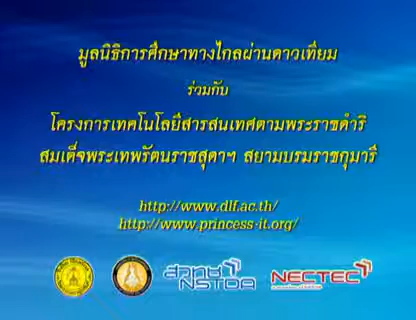 มูลนิธิการศึกษาทางไกลผ่านดาวเทียม
ร่วมกับ
โครงการเทคโนโลยีสารสนเทศตามพระราชดำริ
สมเด็จพระเทพรัตนราชสุดาฯ สยามบรมราชกุมารี
http://www.dlf.ac.th/
http://www.princess-it.org/
สวทช
NSTDA
NECTEC